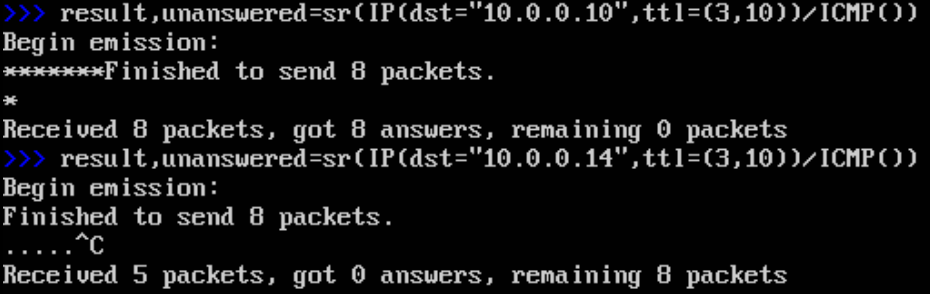 >>> result,unanswered=sr(IP(dst="10.0.0.10",ttl=(3,10))/ICMP())
Begin emission:
*******Finished to send 8 packets.
*
Received 8 packets, got 8 answers, remaining 0 packets
>>> result,unanswered=sr(IP(dst="10.0.0.14",ttl=(3,10))/ICMP())
Begin emission:
Finished to send 8 packets.
.....^C
Received 5 packets, got 0 answers, remaining 8 packets